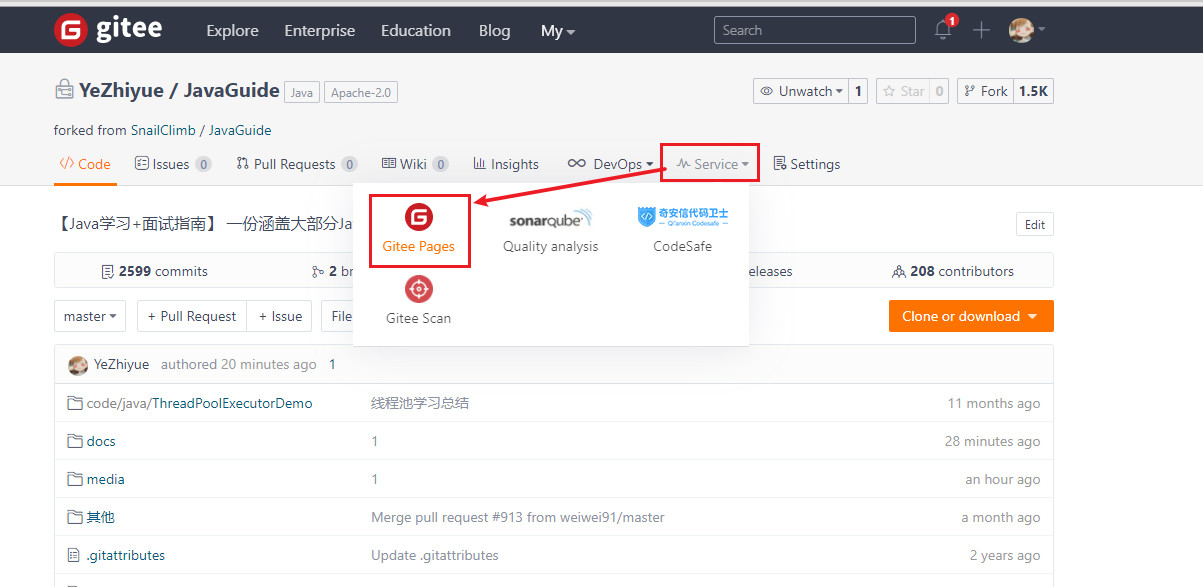 gitee Explore Enterprise Education Blog My Search 1
YeZhiyue / JavaGuide Java Apache-2.0 Unwatch 1 Star 0 Fork 1.5K
forked from SnailClimb / JavaGuide
Code Issues 0 Pull Requests 0 Wiki 0 Insights DevOps Service Settings
【Java学习+面试指南】 一份涵盖大部分Ja Edit
sonarqube 奇安信代码卫士
Qi'anxin Codesafe
Gitee Pages Quality analysis CodeSafe
2599 commits 2 br eleases 208 contributors
Gitee Scan
master + Pull Request + Issue File Clone or download
YeZhiyue authored 20 minutes ago 1
code/java/ThreadPoolExecutorDemo 线程池学习总结 11 months ago
docs 1 28 minutes ago
media 1 an hour ago
其他 Merge pull request #913 from weiwei91/master a month ago
.gitattributes Update .gitattributes 2 years ago